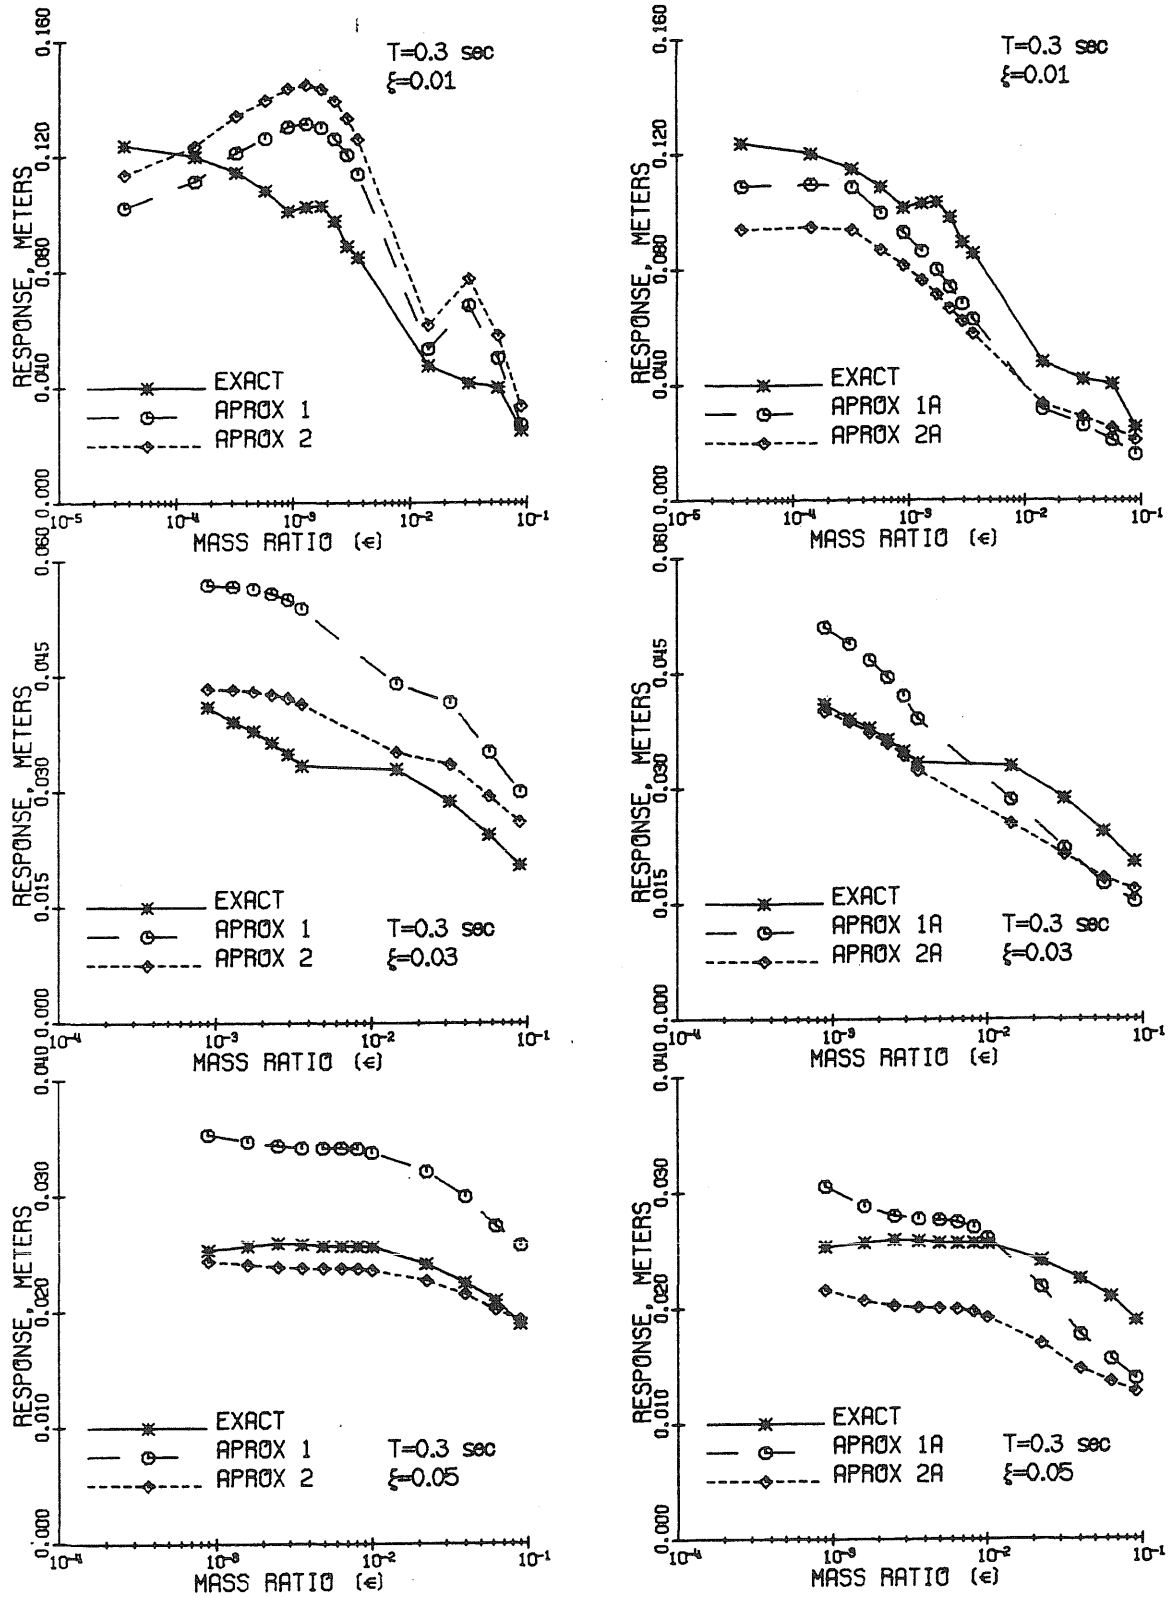 T=0.3 sec
ξ=0.01
RESPONSE, METERS
0.160
0.120
0.080
0.040
0.000
EXACT
APROX 1
APROX 2
10-5 10-4 10-3 10-2 10-1
MASS RATIO (ϵ)
T=0.3 sec
ξ=0.01
RESPONSE, METERS
0.160
0.120
0.080
0.040
0.000
EXACT
APROX 1A
APROX 2A
10-5 10-4 10-3 10-2 10-1
MASS RATIO (ϵ)
RESPONSE, METERS
0.060
0.045
0.030
0.015
0.000
EXACT
APROX 1
APROX 2
T=0.3 sec
ξ=0.03
10-4 10-3 10-2 10-1
MASS RATIO (ϵ)
RESPONSE, METERS
0.060
0.045
0.030
0.015
0.000
EXACT
APROX 1A
APROX 2A
T=0.3 sec
ξ=0.03
10-4 10-3 10-2 10-1
MASS RATIO (ϵ)
RESPONSE, METERS
0.040
0.030
0.020
0.010
0.000
EXACT
APROX 1
APROX 2
T=0.3 sec
ξ=0.05
10-4 10-3 10-2 10-1
MASS RATIO (ϵ)
RESPONSE, METERS
0.040
0.030
0.020
0.010
0.000
EXACT
APROX 1A
APROX 2A
T=0.3 sec
ξ=0.05
10-4 10-3 10-2 10-1
MASS RATIO (ϵ)